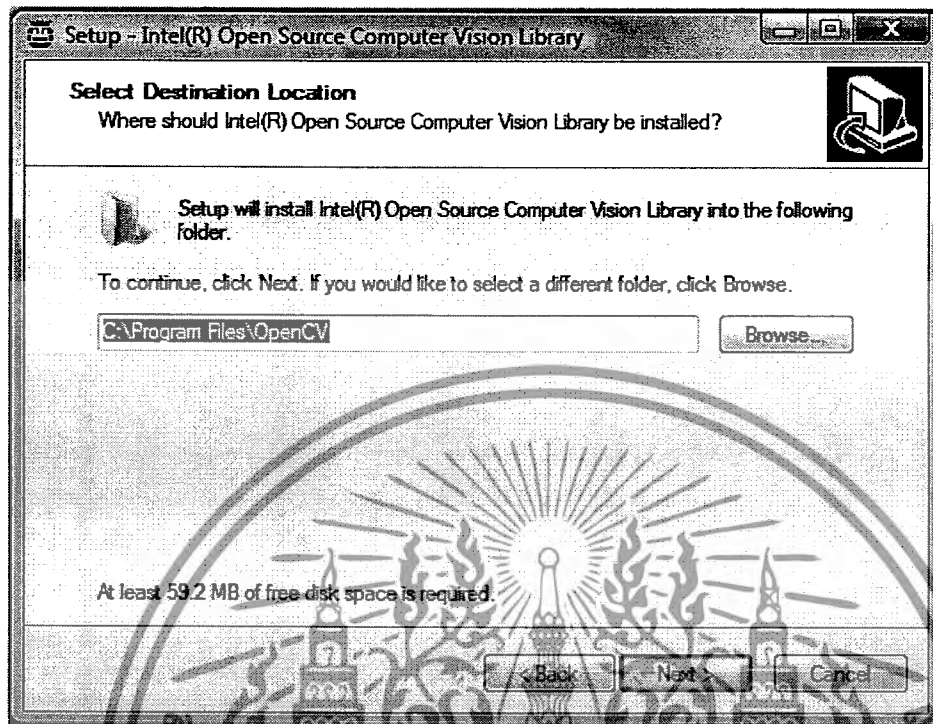 Setup - Intel(R) Open Source Computer Vision Library
Select Destination Location
Where should Intel(R) Open Source Computer Vision Library be installed?
Setup will install Intel(R) Open Source Computer Vision Library into the following
folder.
To continue, click Next. If you would like to select a different folder, click Browse.
C:\Program Files\OpenCV
Browse...
At least 59.2 MB of free disk space is required.
< Back
Next >
Cancel